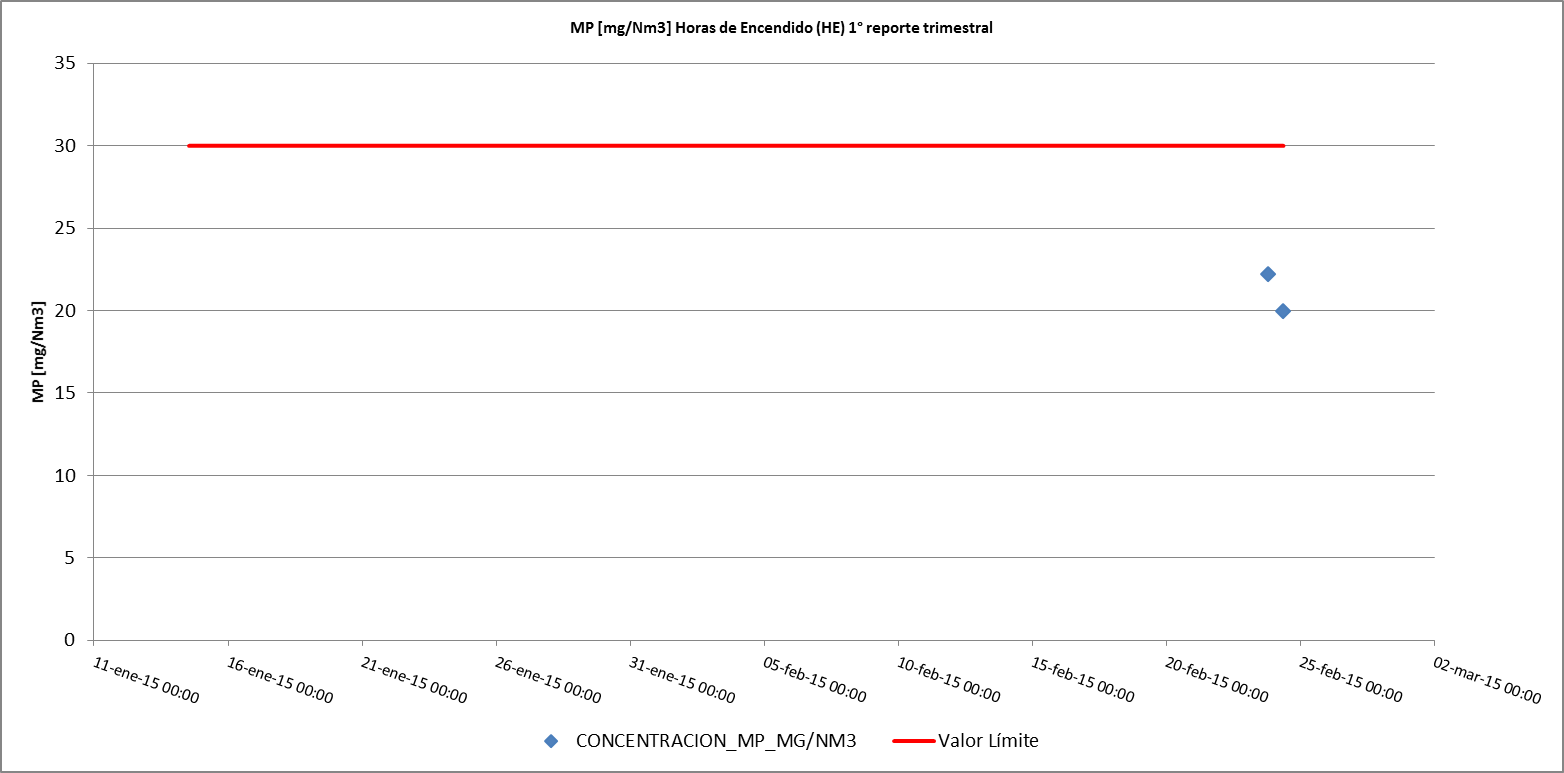 MP [mg/Nm3] Horas de Encendido (HE) 1° reporte trimestral
35
30
25
20
15
10
5
0
MP [mg/Nm3]
11-ene-15 00:00
16-ene-15 00:00
21-ene-15 00:00
26-ene-15 00:00
31-ene-15 00:00
05-feb-15 00:00
10-feb-15 00:00
15-feb-15 00:00
20-feb-15 00:00
25-feb-15 00:00
02-mar-15 00:00
CONCENTRACION_MP_MG/NM3
Valor Límite